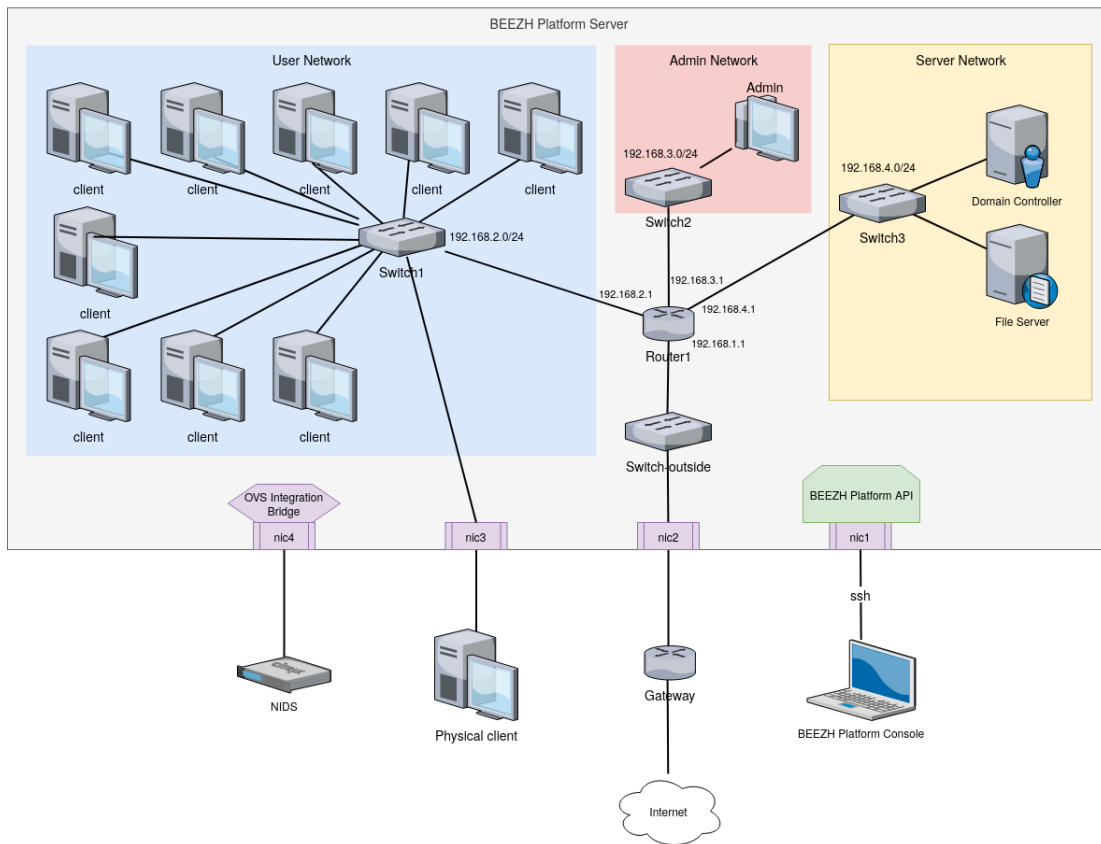 BEEZH Platform Server
User Network
Admin Network
Server Network
client
client
client
client
client
client
client
client
client
Switch1
192.168.2.0/24
Admin
192.168.3.0/24
Switch2
192.168.4.0/24
Switch3
Domain Controller
File Server
192.168.3.1
192.168.2.1
192.168.4.1
Router1
192.168.1.1
Switch-outside
OVS Integration
Bridge
BEEZH Platform API
nic4
nic3
nic2
nic1
ssh
citrix
NIDS
Physical client
Gateway
BEEZH Platform Console
Internet